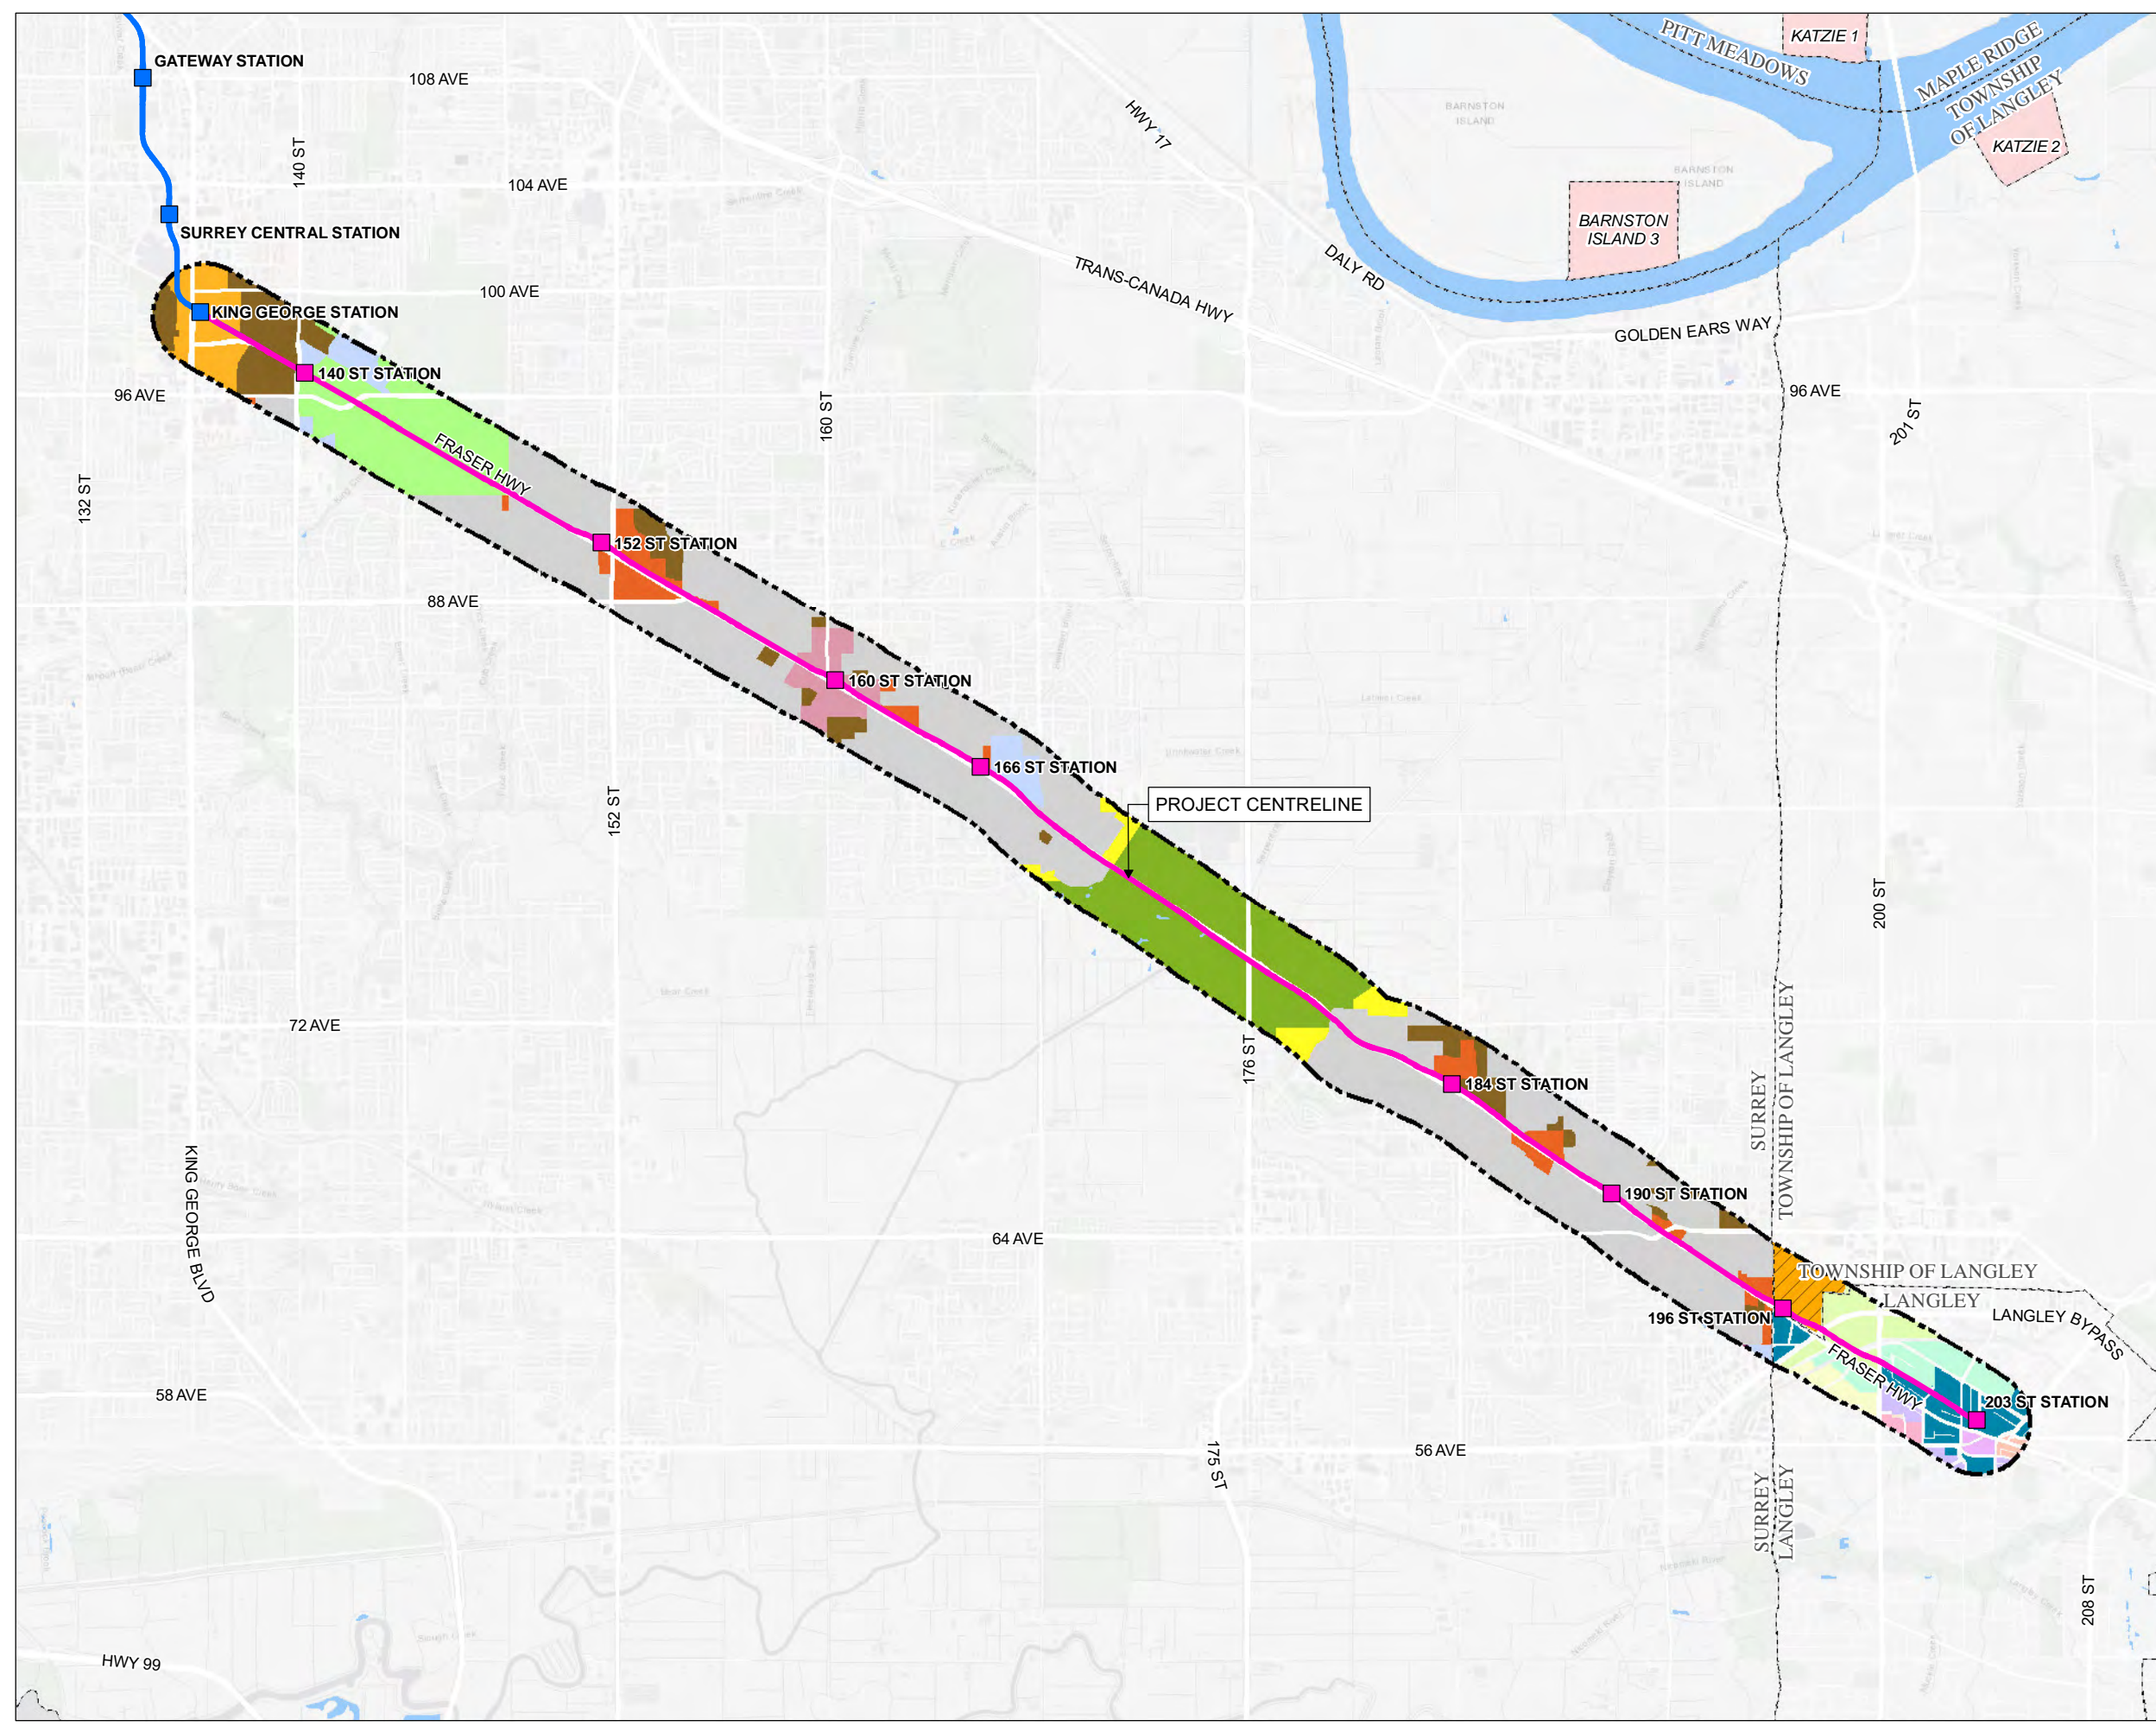 GATEWAY STATION
108 AVE
140 ST
HWY 17
PITT MEADOWS
KATZIE 1
MAPLE RIDGE
TOWNSHIP
OF LANGLEY
KATZIE 2
BARNSTON
ISLAND
BARNSTON
ISLAND
BARNSTON
ISLAND 3
104 AVE
SURREY CENTRAL STATION
100 AVE
TRANS-CANADA HWY
DALY RD
GOLDEN EARS WAY
KING GEORGE STATION
140 ST STATION
96 AVE
96 AVE
160 ST
201 ST
FRASER HWY
132 ST
152 ST STATION
88 AVE
160 ST STATION
Latimer Creek
166 ST STATION
152 ST
PROJECT CENTRELINE
200 ST
72 AVE
176 ST
184 ST STATION
SURREY
TOWNSHIP OF LANGLEY
KING GEORGE BLVD
190 ST STATION
64 AVE
TOWNSHIP OF LANGLEY
LANGLEY
LANGLEY BYPASS
196 ST STATION
FRASER HWY
203 ST STATION
58 AVE
56 AVE
175 ST
SURREY
LANGLEY
208 ST
HWY 99